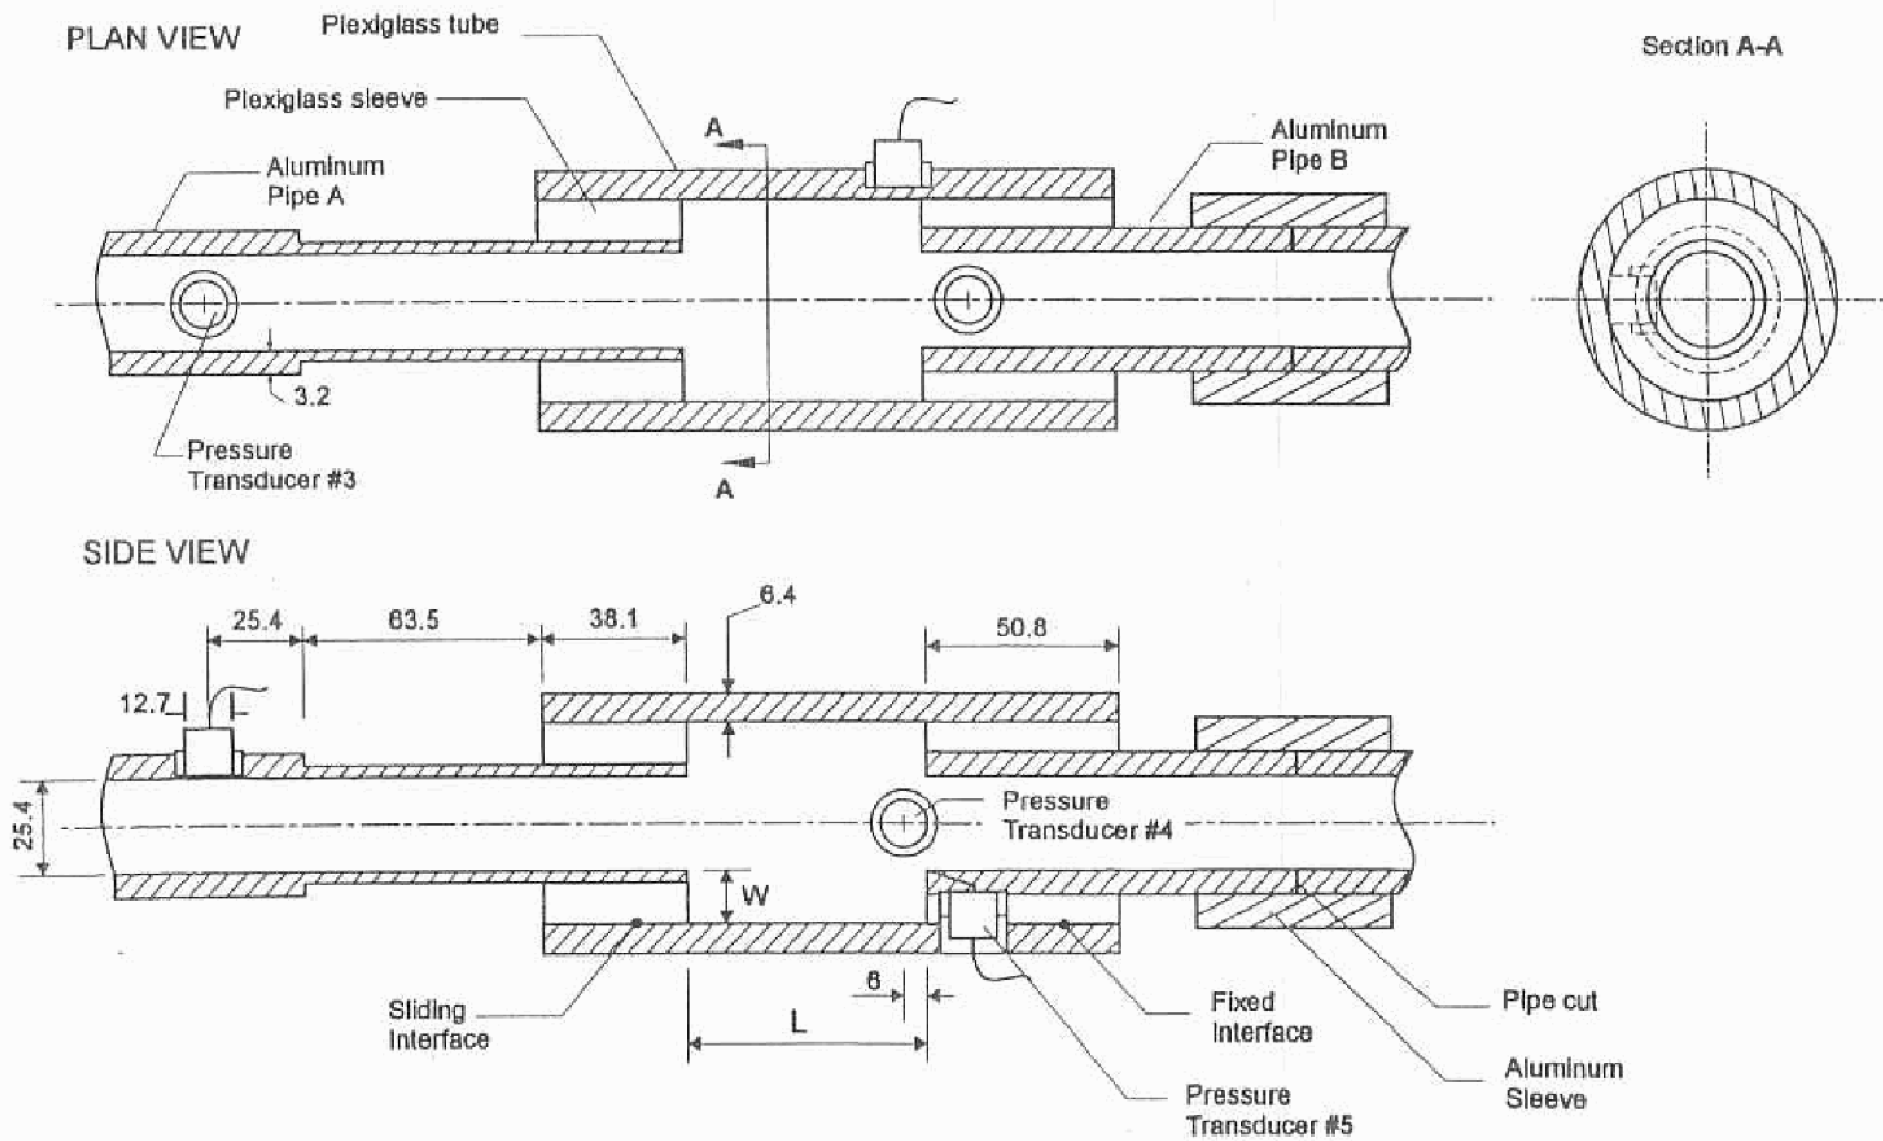 PLAN VIEW
Plexiglass tube
Section A-A
Plexiglass sleeve
A
Aluminum
Pipe B
Aluminum
Pipe A
3.2
Pressure
Transducer #3
A
SIDE VIEW
6.4
25.4
63.5
38.1
50.8
12.7
25.4
Pressure
Transducer #4
W
6
L
Sliding
Interface
Fixed
Interface
Pipe cut
Aluminum
Sleeve
Pressure
Transducer #5